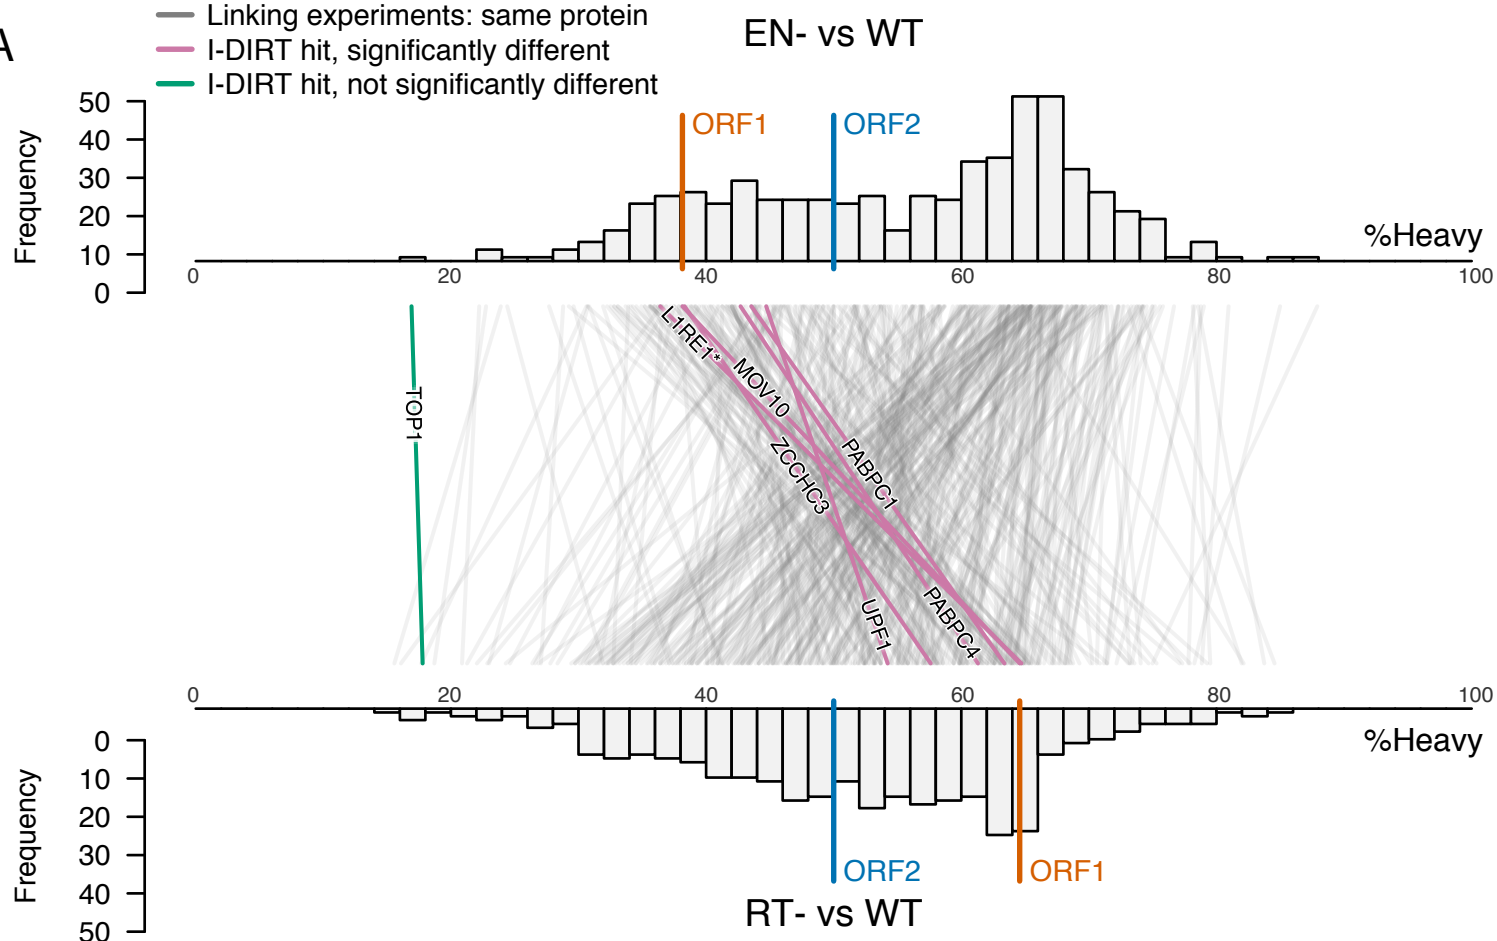 A
Linking experiments: same protein
I-DIRT hit, significantly different
I-DIRT hit, not significantly different
EN- vs WT
Frequency
50
40
30
20
10
0
ORF1
ORF2
%Heavy
0 20 40 60 80 100
TOP1
L1RE1*
MOV10
ZCCHC3
PABPC1
UPF1
PABPC4
0 20 40 60 80 100
%Heavy
Frequency
0
10
20
30
40
50
ORF2
ORF1
RT- vs WT